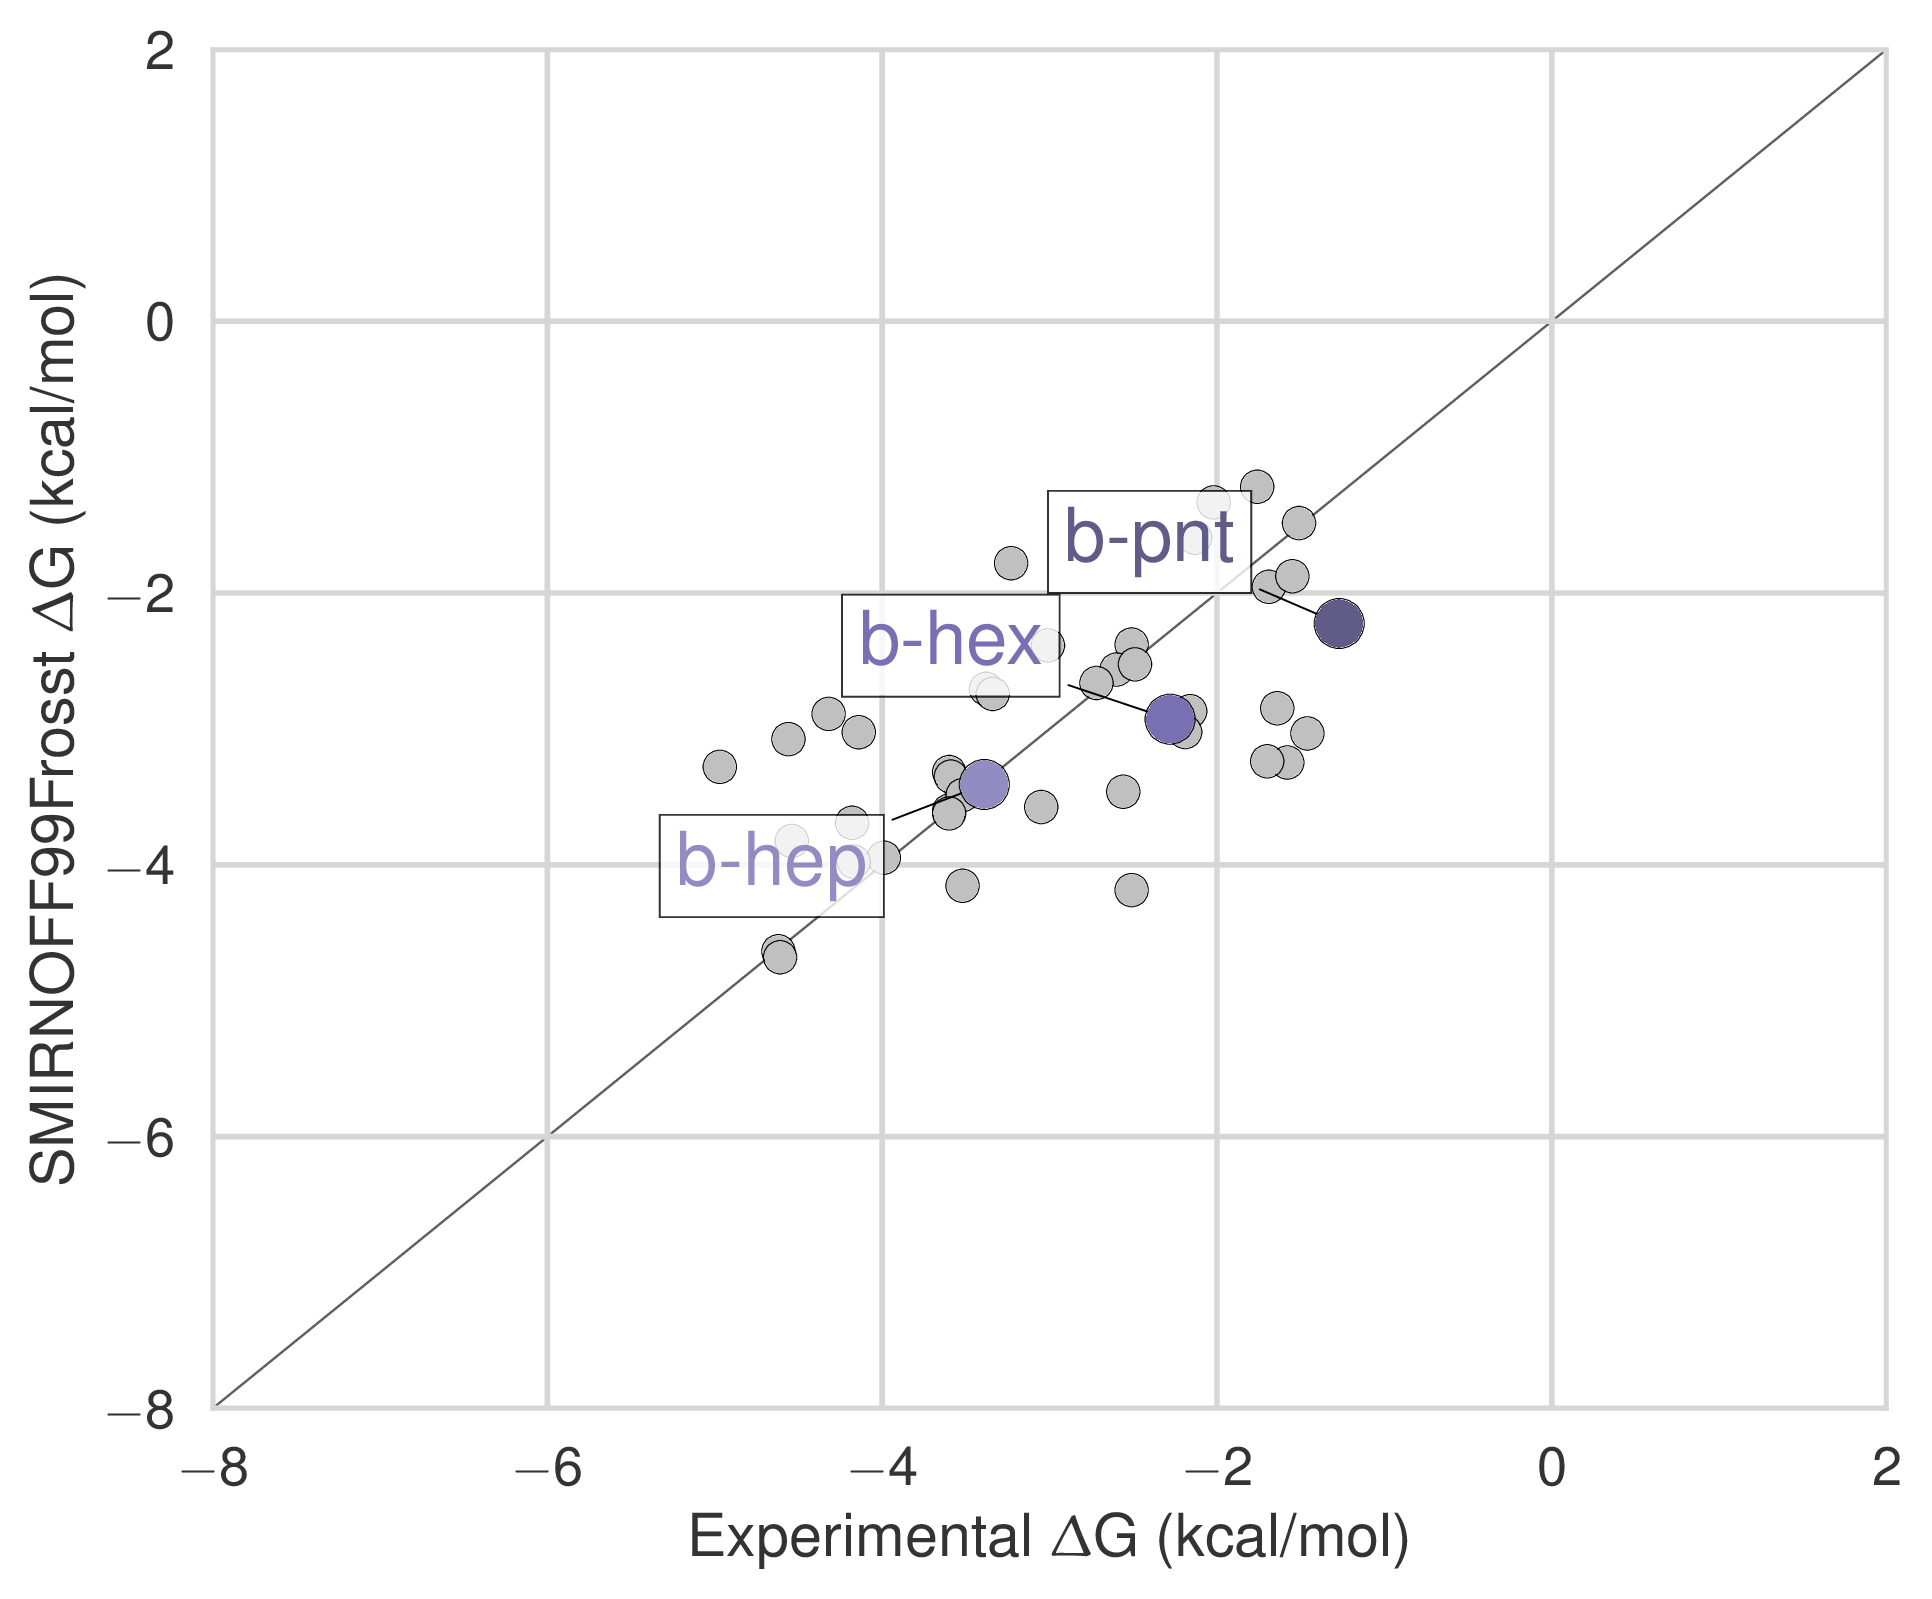 2
0
−2
−4
−6
−8
SMIRNOFF99Frosst ΔG (kcal/mol)
b-pnt
b-hex
b-hep
−8 −6 −4 −2 0 2
Experimental ΔG (kcal/mol)